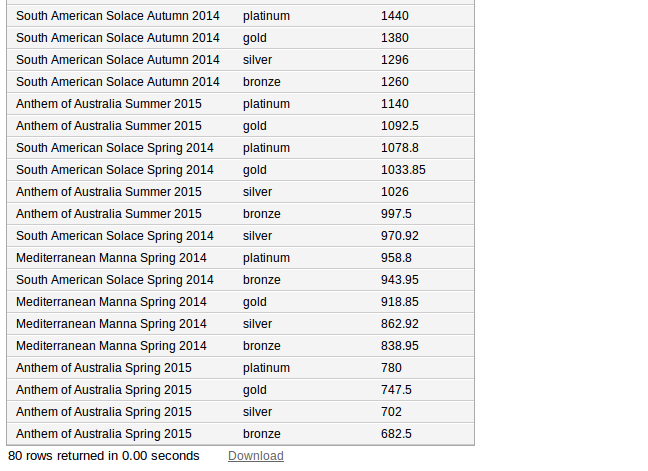 South American Solace Autumn 2014 platinum 1440
South American Solace Autumn 2014 gold 1380
South American Solace Autumn 2014 silver 1296
South American Solace Autumn 2014 bronze 1260
Anthem of Australia Summer 2015 platinum 1140
Anthem of Australia Summer 2015 gold 1092.5
South American Solace Spring 2014 platinum 1078.8
South American Solace Spring 2014 gold 1033.85
Anthem of Australia Summer 2015 silver 1026
Anthem of Australia Summer 2015 bronze 997.5
South American Solace Spring 2014 silver 970.92
Mediterranean Manna Spring 2014 platinum 958.8
South American Solace Spring 2014 bronze 943.95
Mediterranean Manna Spring 2014 gold 918.85
Mediterranean Manna Spring 2014 silver 862.92
Mediterranean Manna Spring 2014 bronze 838.95
Anthem of Australia Spring 2015 platinum 780
Anthem of Australia Spring 2015 gold 747.5
Anthem of Australia Spring 2015 silver 702
Anthem of Australia Spring 2015 bronze 682.5
80 rows returned in 0.00 seconds Download